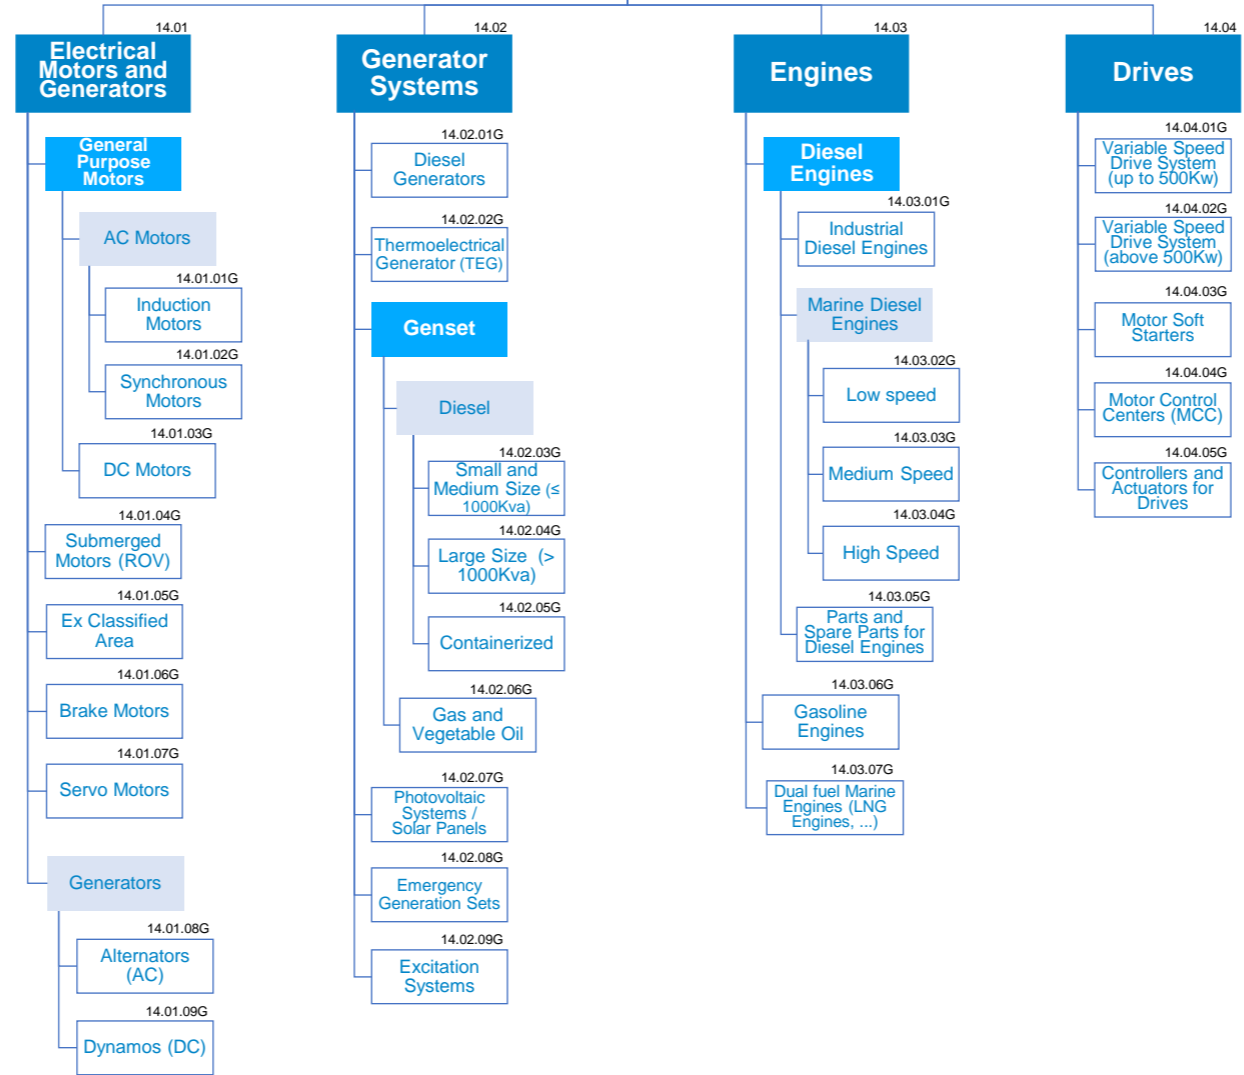 14.01
Electrical
Motors and
Generators
General
Purpose
Motors
AC Motors
14.01.01G
Induction
Motors
14.01.02G
Synchronous
Motors
14.01.03G
DC Motors
14.01.04G
Submerged
Motors (ROV)
14.01.05G
Ex Classified
Area
14.01.06G
Brake Motors
14.01.07G
Servo Motors
Generators
14.01.08G
Alternators
(AC)
14.01.09G
Dynamos (DC)
14.02
Generator
Systems
14.02.01G
Diesel
Generators
14.02.02G
Thermoelectrical
Generator (TEG)
Genset
Diesel
14.02.03G
Small and
Medium Size (≤
1000Kva)
14.02.04G
Large Size (>
1000Kva)
14.02.05G
Containerized
14.02.06G
Gas and
Vegetable Oil
14.02.07G
Photovoltaic
Systems /
Solar Panels
14.02.08G
Emergency
Generation Sets
14.02.09G
Excitation
Systems
14.03
Engines
Diesel
Engines
14.03.01G
Industrial
Diesel Engines
Marine Diesel
Engines
14.03.02G
Low speed
14.03.03G
Medium Speed
14.03.04G
High Speed
14.03.05G
Parts and
Spare Parts for
Diesel Engines
14.03.06G
Gasoline
Engines
14.03.07G
Dual fuel Marine
Engines (LNG
Engines, ...)
14.04
Drives
14.04.01G
Variable Speed
Drive System
(up to 500Kw)
14.04.02G
Variable Speed
Drive System
(above 500Kw)
14.04.03G
Motor Soft
Starters
14.04.04G
Motor Control
Centers (MCC)
14.04.05G
Controllers and
Actuators for
Drives